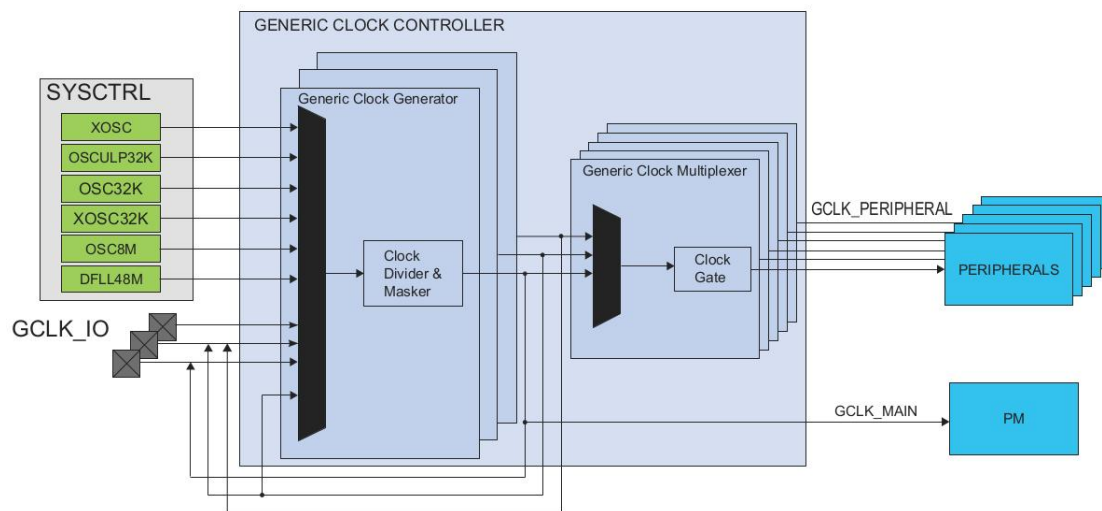 GENERIC CLOCK CONTROLLER
SYSCTRL
XOSC
OSCULP32K
OSC32K
XOSC32K
OSC8M
DFLL48M
GCLK_IO
Generic Clock Generator
Clock
Divider &
Masker
Generic Clock Multiplexer
Clock
Gate
GCLK_PERIPHERAL
PERIPHERALS
GCLK_MAIN
PM